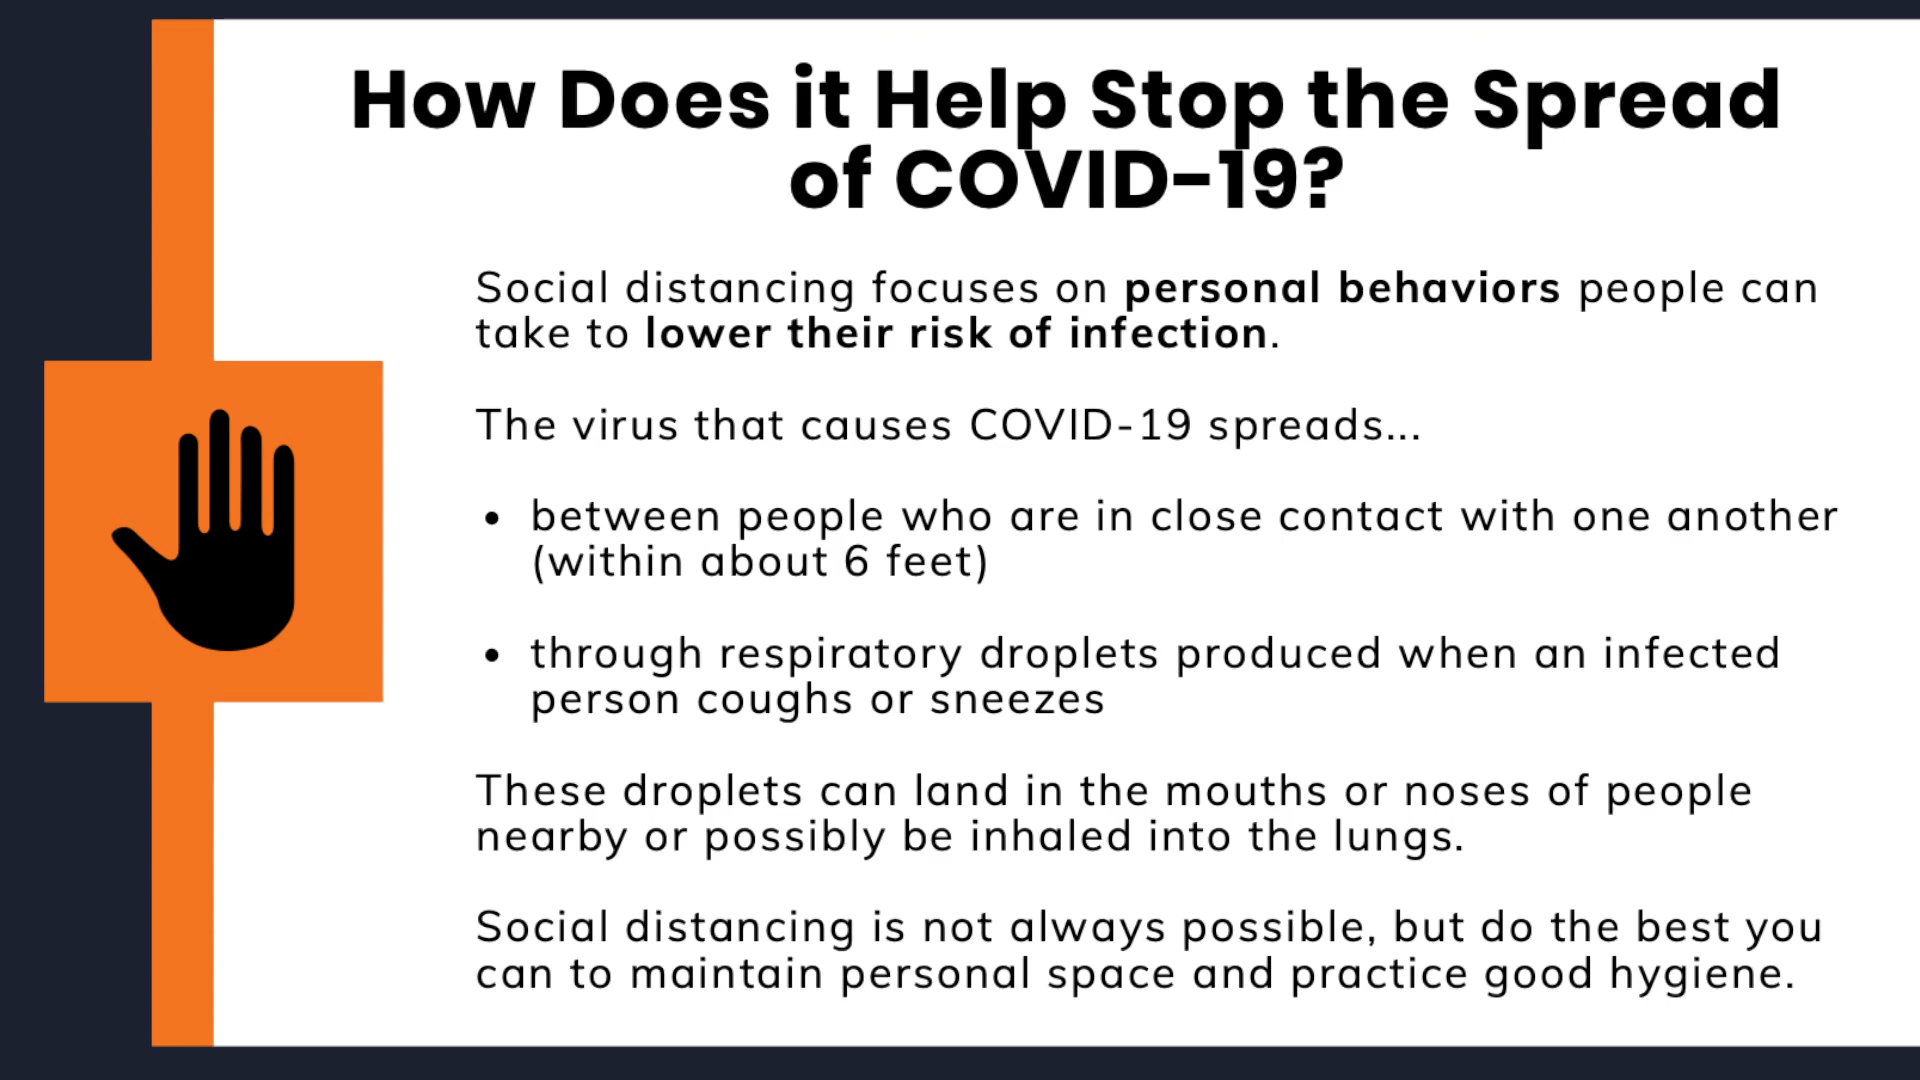 How Does it Help Stop the Spread
of COVID-19?
Social distancing focuses on personal behaviors people can
take to lower their risk of infection.
The virus that causes COVID-19 spreads...
• between people who are in close contact with one another
(within about 6 feet)
• through respiratory droplets produced when an infected
person coughs or sneezes
These droplets can land in the mouths or noses of people
nearby or possibly be inhaled into the lungs.
Social distancing is not always possible, but do the best you
can to maintain personal space and practice good hygiene.